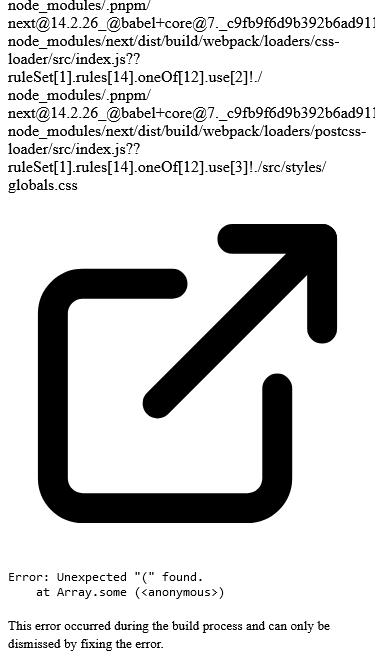 node_modules/.pnpm/
next@14.2.26_@babel+core@7._c9fb9f6d9b392b6ad911
node_modules/next/dist/build/webpack/loaders/css-
loader/src/index.js??
ruleSet[1].rules[14].oneOf[12].use[2]!./
node_modules/.pnpm/
next@14.2.26_@babel+core@7._c9fb9f6d9b392b6ad911
node_modules/next/dist/build/webpack/loaders/postcss-
loader/src/index.js??
ruleSet[1].rules[14].oneOf[12].use[3]!./src/styles/
globals.css
Error: Unexpected "(" found.
at Array.some (<anonymous>)
This error occurred during the build process and can only be
dismissed by fixing the error.